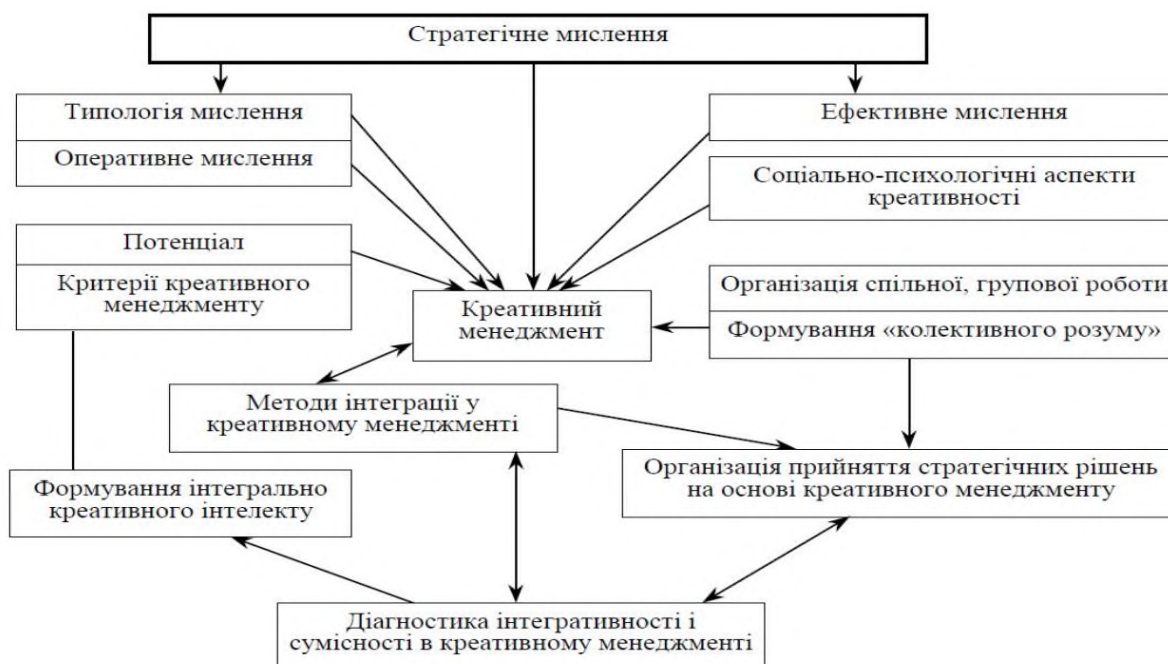 Стратегічне мислення
Типологія мислення
Оперативне мислення
Ефективне мислення
Соціально-психологічні аспекти
креативності
Потенціал
Критерії креативного
менеджменту
Креативний
менеджмент
Організація спільної, групової роботи
Формування «колективного розуму»
Методи інтеграції у
креативному менеджменті
Формування інтегрально
креативного інтелекту
Організація прийняття стратегічних рішень
на основі креативного менеджменту
Діагностика інтегративності і
сумісності в креативному менеджменті